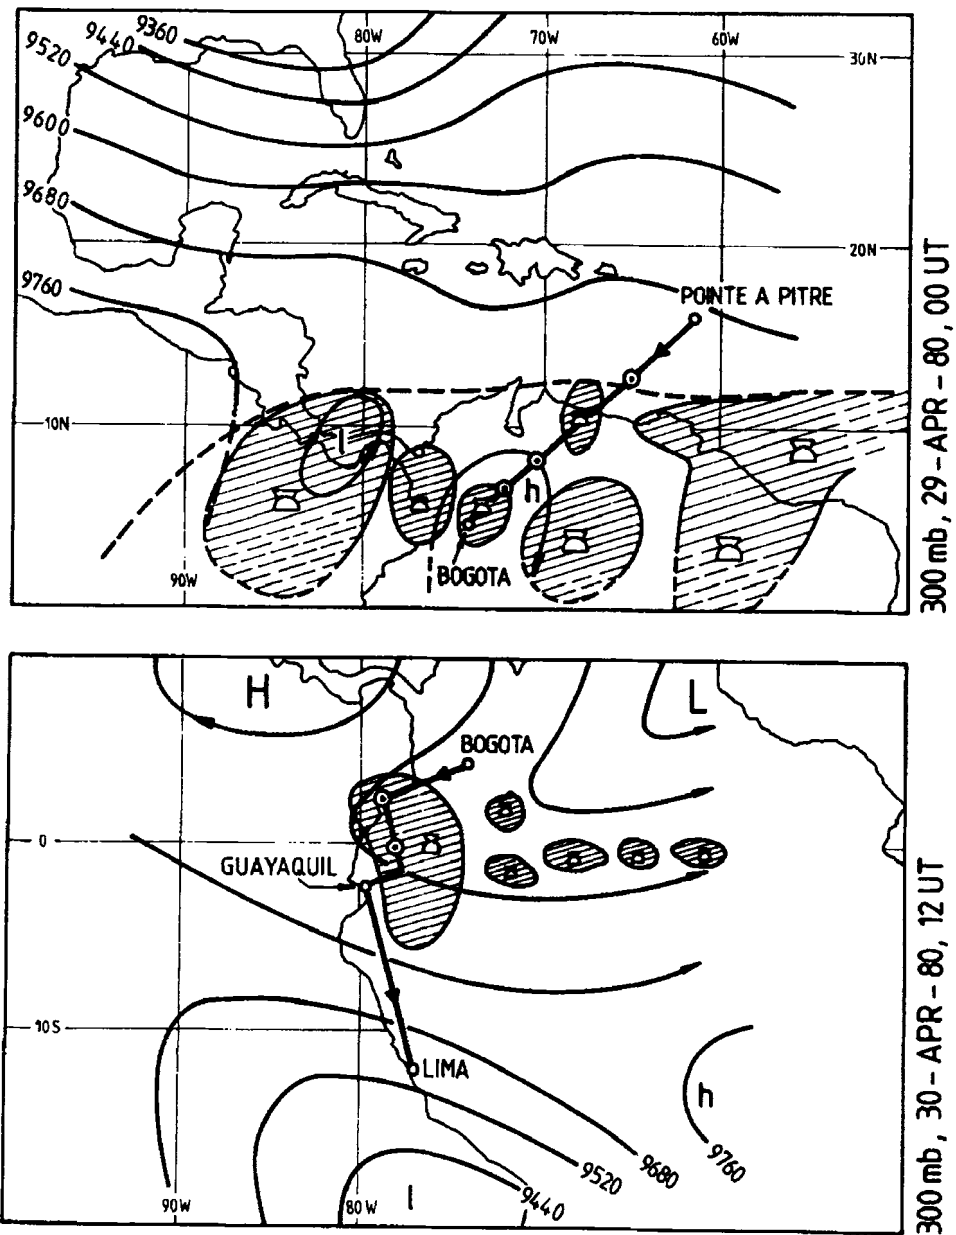 9360
9440
9520
9600
9680
9760
80W
70W
60W
30N
20N
POINTE A PITRE
10N
l
h
90W
BOGOTA
300 mb, 29-APR-80, 00 UT
H
L
BOGOTA
0
GUAYAQUIL
10S
LIMA
h
9760
9680
9520
9440
l
90W
80W
300 mb, 30-APR-80, 12 UT